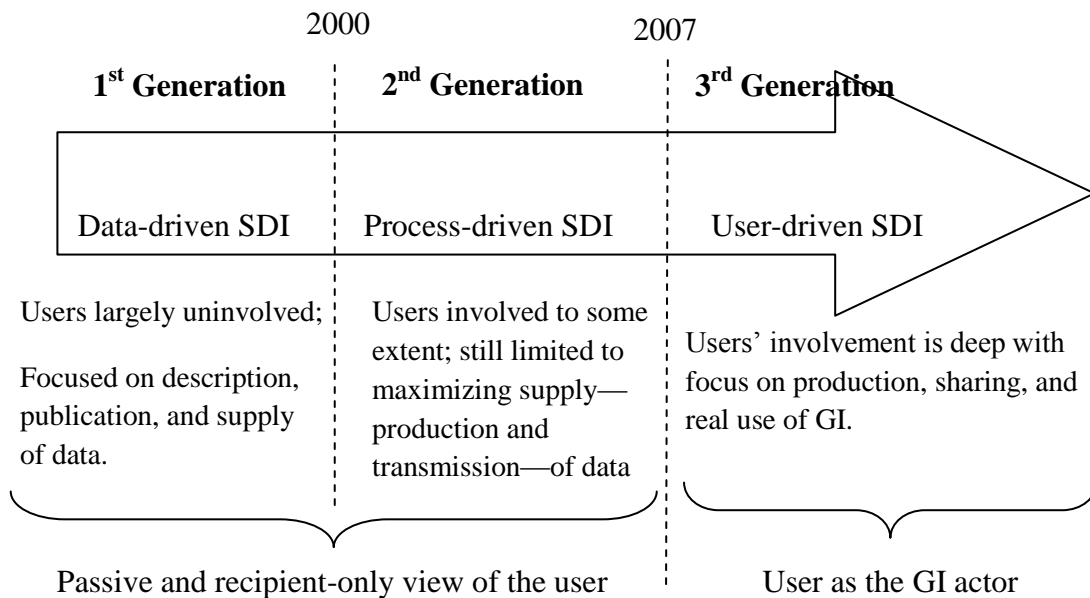 2000
2007
1st Generation
2nd Generation
3rd Generation
Data-driven SDI
Process-driven SDI
User-driven SDI
Users largely uninvolved;
Focused on description,
publication, and supply
of data.
Users involved to some
extent; still limited to
maximizing supply—
production and
transmission—of data
Users’ involvement is deep with
focus on production, sharing, and
real use of GI.
Passive and recipient-only view of the user
User as the GI actor